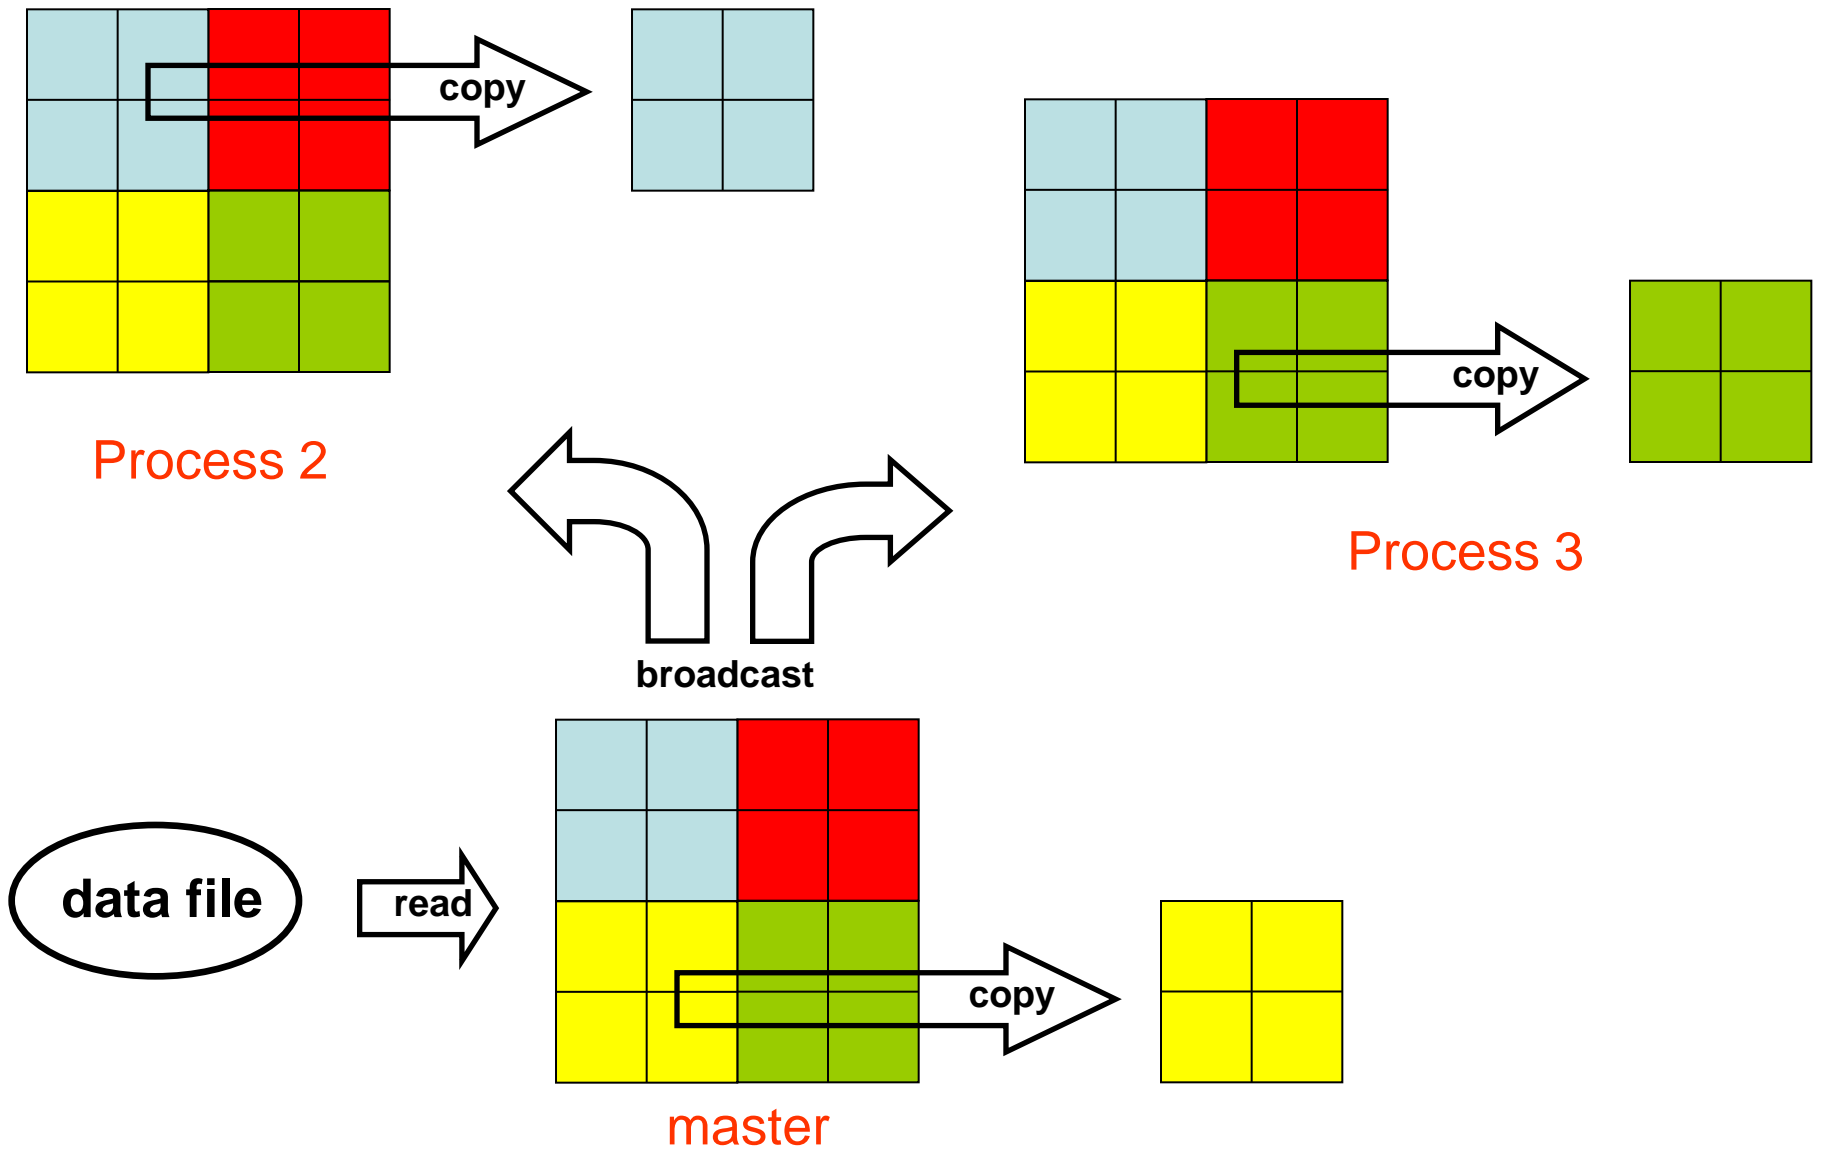 copy
copy
Process 2
Process 3
broadcast
data file
read
copy
master